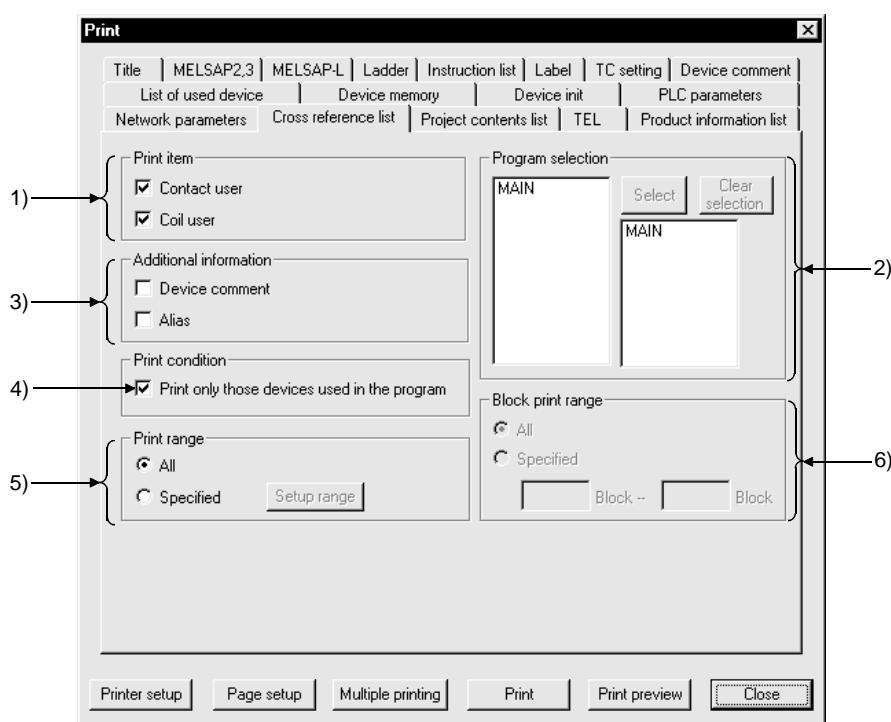 Print
Title MELSAP2,3 MELSAP-L Ladder Instruction list Label TC setting Device comment
List of used device Device memory Device init PLC parameters
Network parameters Cross reference list Project contents list TEL Product information list
1)
Print item
Contact user
Coil user
Program selection
MAIN
Select
Clear selection
MAIN
2)
3)
Additional information
Device comment
Alias
4)
Print condition
Print only those devices used in the program
5)
Print range
All
Specified Setup range
Block print range
All
Specified
Block -- Block
6)
Printer setup Page setup Multiple printing Print Print preview Close